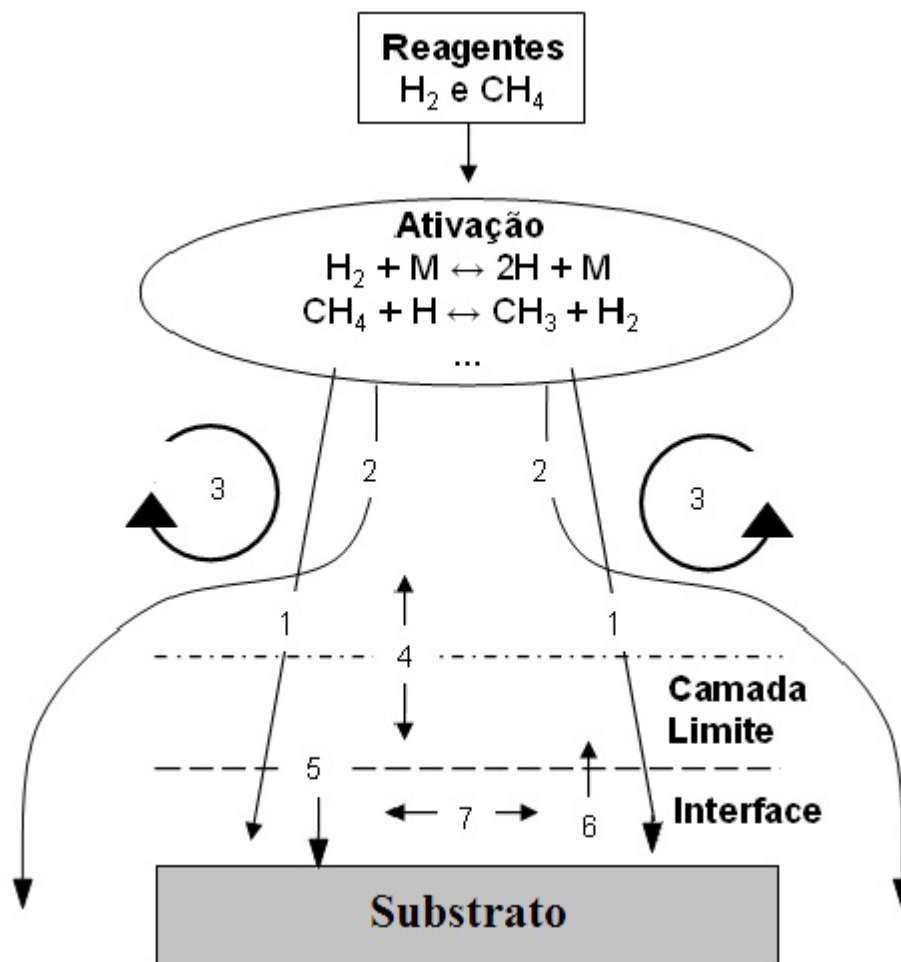 Reagentes
H₂ e CH₄
Ativação
H₂ + M ↔ 2H + M
CH₄ + H ↔ CH₃ + H₂
...
3
2
2
3
1
1
4
Camada
Limite
5
7
6
Interface
Substrato